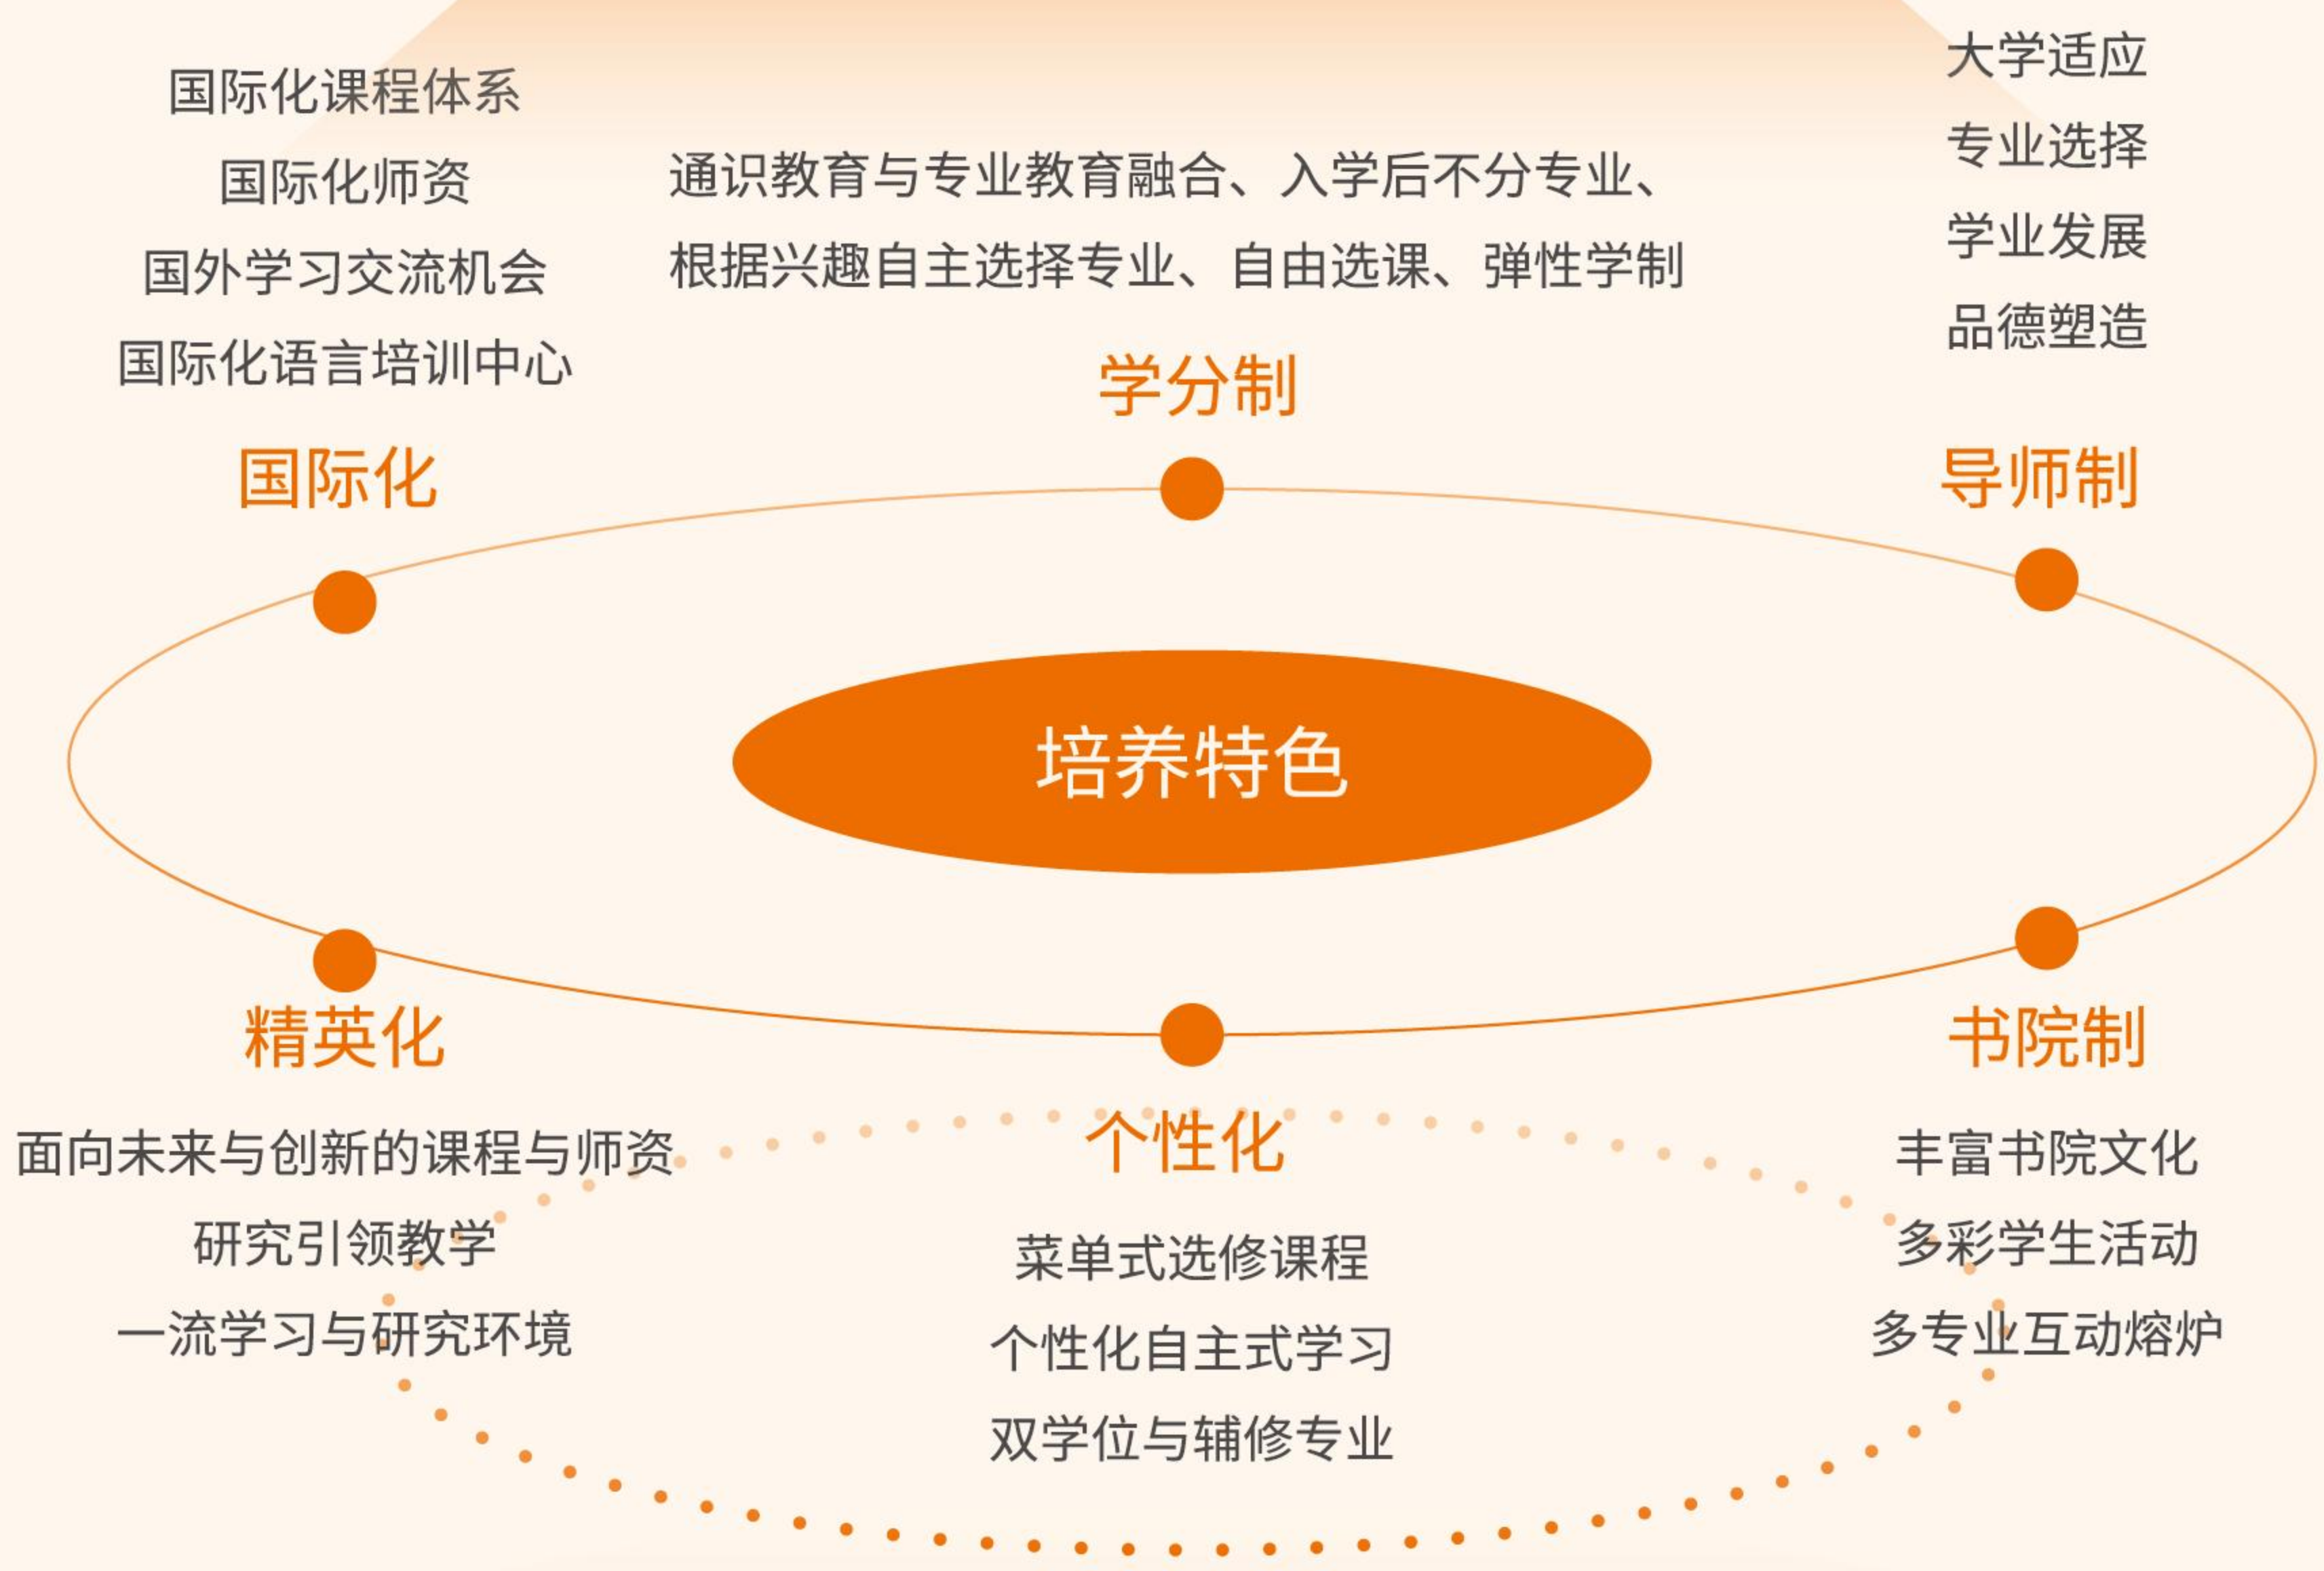 国际化课程体系
国际化师资
国外学习交流机会
国际化语言培训中心
国际化
通识教育与专业教育融合、入学后不分专业、
根据兴趣自主选择专业、自由选课、弹性学制
学分制
大学适应
专业选择
学业发展
品德塑造
导师制
培养特色
精英化
面向未来与创新的课程与师资
研究引领教学
一流学习与研究环境
个性化
菜单式选修课程
个性化自主式学习
双学位与辅修专业
书院制
丰富书院文化
多彩学生活动
多专业互动熔炉